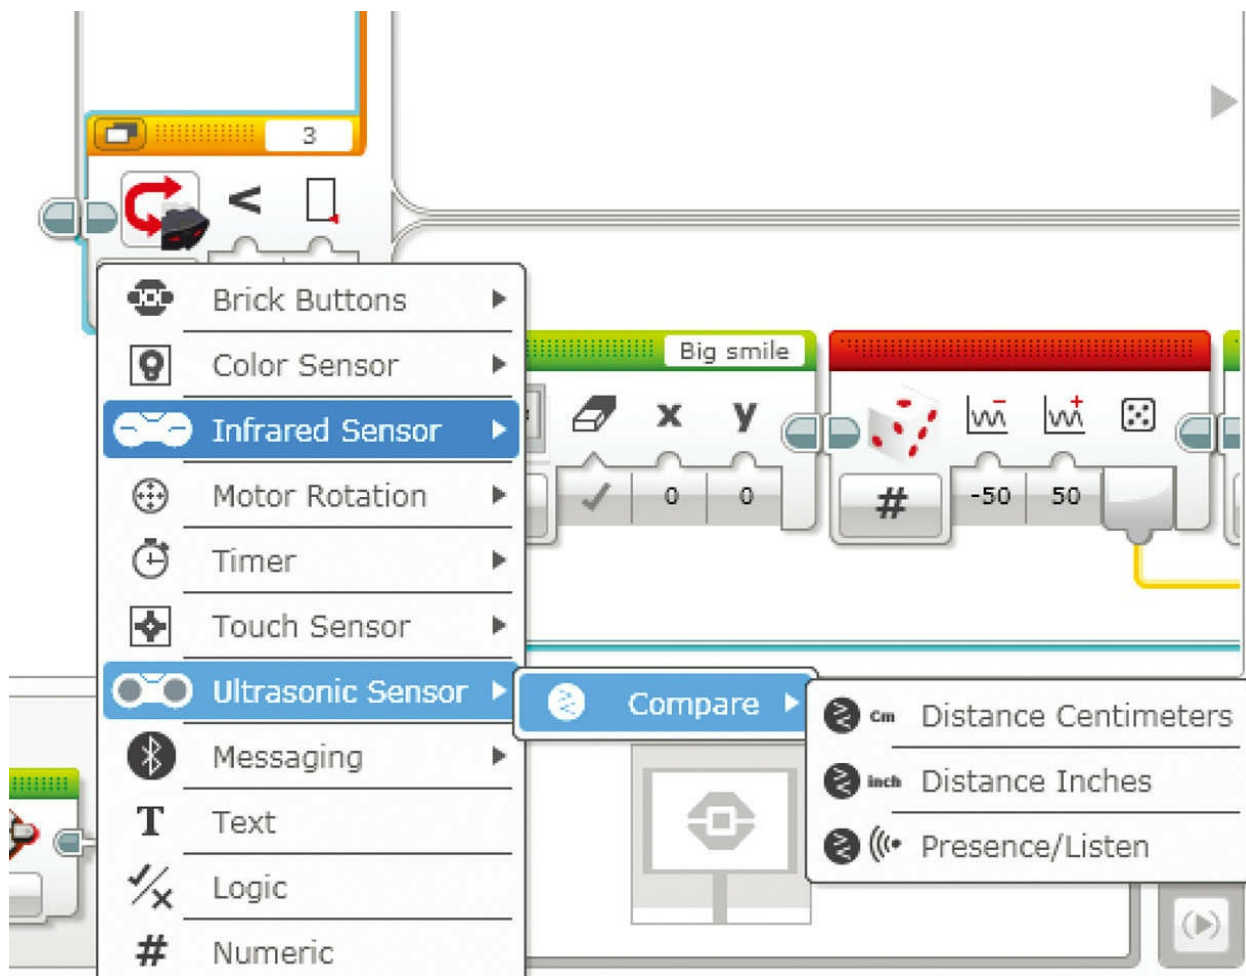 3
<
Brick Buttons
Color Sensor
Infrared Sensor
Motor Rotation
Timer
Touch Sensor
Ultrasonic Sensor
Messaging
T Text
Logic
# Numeric
Compare
Cm Distance Centimeters
inch Distance Inches
Presence/Listen
Big smile
x y
0 0
# -50 50